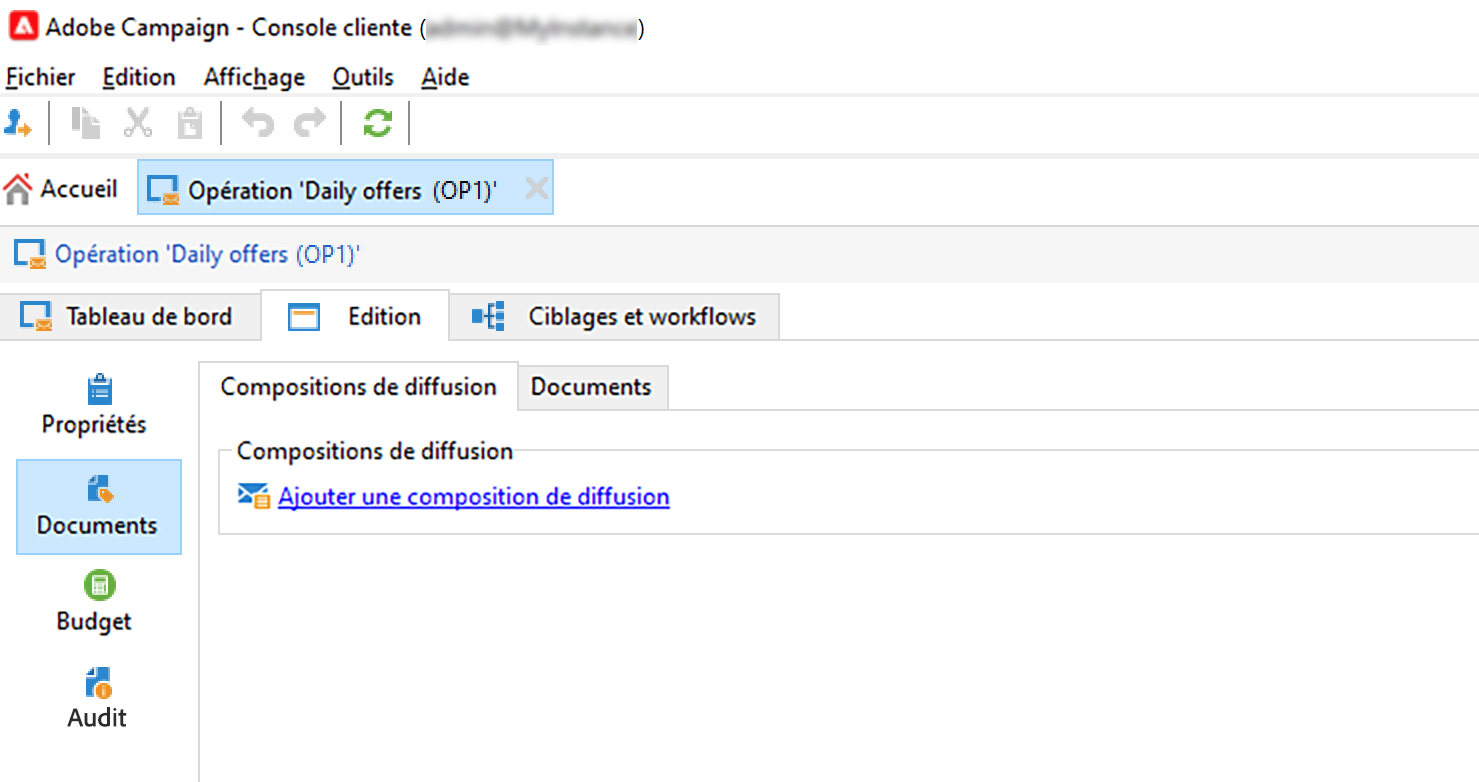 Adobe Campaign - Console cliente ( )
Fichier Edition Affichage Outils Aide
Accueil Opération 'Daily offers (OP1)'
Opération 'Daily offers (OP1)'
Tableau de bord Edition Ciblages et workflows
Compositions de diffusion Documents
Propriétés
Compositions de diffusion
Ajouter une composition de diffusion
Documents
Budget
Audit